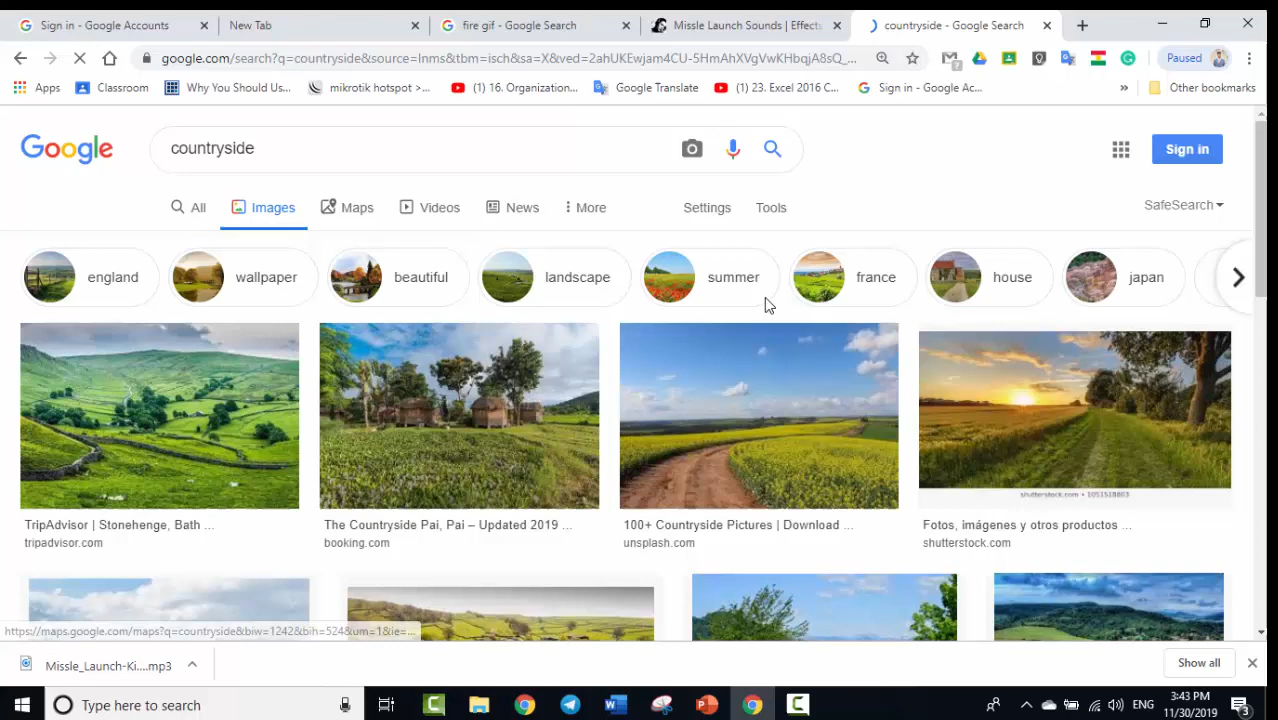 Sign in - Google Accounts
New Tab
fire gif - Google Search
Missle Launch Sounds | Effects
countryside - Google Search
google.com/search?q=countryside&source=lnms&tbm=isch&sa=X&ved=2ahUKEwjam4CU-5HmAhXVgVwKHbqjA8sQ_...
Paused
Apps
Classroom
Why You Should Us...
mikrotik hotspot >...
(1) 16. Organization...
Google Translate
(1) 23. Excel 2016 C...
Sign in - Google Ac...
»
Other bookmarks
Google
countryside
Sign in
All
Images
Maps
Videos
News
More
Settings
Tools
SafeSearch
england
wallpaper
beautiful
landscape
summer
france
house
japan
shutterstock.com • 1051518803
TripAdvisor | Stonehenge, Bath ...
tripadvisor.com
The Countryside Pai, Pai – Updated 2019 ...
booking.com
100+ Countryside Pictures | Download ...
unsplash.com
Fotos, imágenes y otros productos ...
shutterstock.com
https://maps.google.com/maps?q=countryside&biw=1242&bih=524&um=1&ie=...
Missle_Launch-Ki....mp3
Show all
Type here to search
ENG
3:43 PM
11/30/2019
3